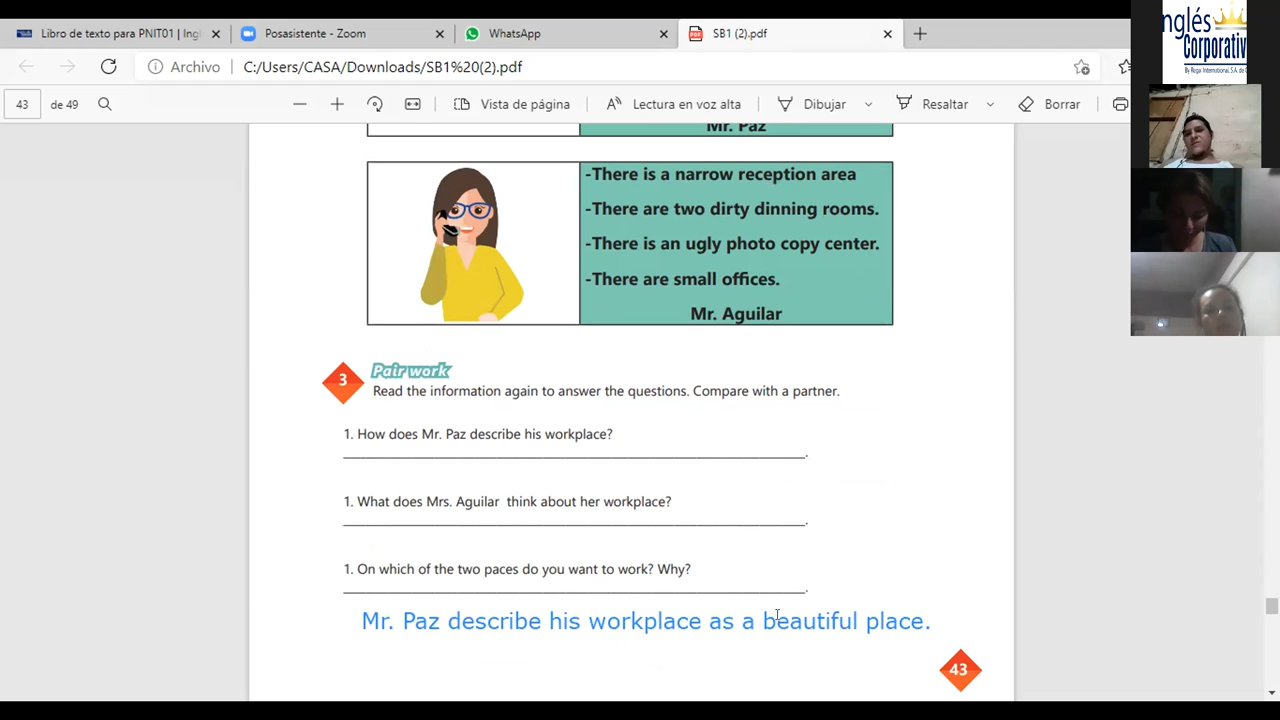 Libro de texto para PNIT01 | Ingl
Posasistente - Zoom
WhatsApp
SB1 (2).pdf
Archivo
C:/Users/CASA/Downloads/SB1%20(2).pdf
43 de 49
Vista de página
Lectura en voz alta
Dibujar
Resaltar
Borrar
nglés
Corporativ
By Regar International, S.A. de C
Mr. Paz
-There is a narrow reception area
-There are two dirty dinning rooms.
-There is an ugly photo copy center.
-There are small offices.
Mr. Aguilar
3
Pair work
Read the information again to answer the questions. Compare with a partner.
1. How does Mr. Paz describe his workplace?
1. What does Mrs. Aguilar think about her workplace?
1. On which of the two paces do you want to work? Why?
Mr. Paz describe his workplace as a beautiful place.
43